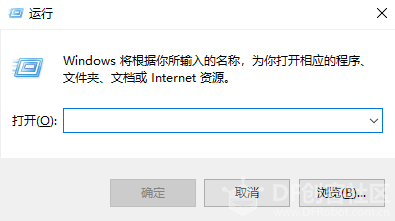 运行
Windows 将根据你所输入的名称，为你打开相应的程序、
文件夹、文档或 Internet 资源。
打开(O):
确定
取消
浏览(B)...